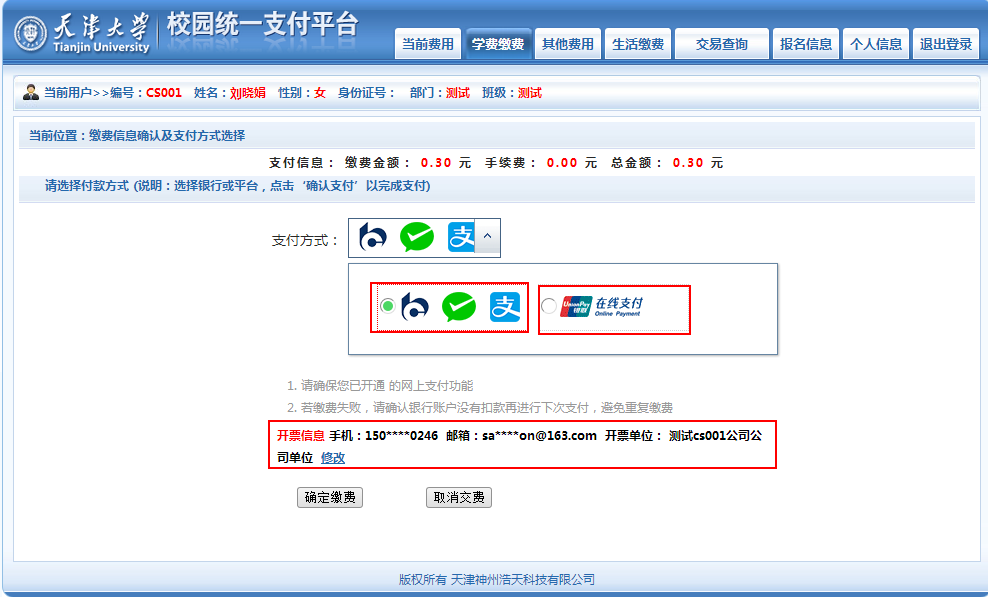 天津大学
Tianjin University
校园统一支付平台
当前费用 学费缴费 其他费用 生活缴费 交易查询 报名信息 个人信息 退出登录
当前用户>>编号：CS001 姓名：刘晓娟 性别：女 身份证号： 部门：测试 班级：测试
当前位置：缴费信息确认及支付方式选择
支付信息： 缴费金额： 0.30 元 手续费： 0.00 元 总金额： 0.30 元
请选择付款方式 (说明：选择银行或平台，点击‘确认支付’以完成支付)
支付方式： 支
支 UnionPay 银联 在线支付
Online Payment
1. 请确保您已开通 的网上支付功能
2. 若缴费失败，请确认银行账户没有扣款再进行下次支付，避免重复缴费
开票信息 手机：150****0246 邮箱：sa****on@163.com 开票单位： 测试cs001公司公
司单位 修改
确定缴费 取消交费
版权所有 天津神州浩天科技有限公司